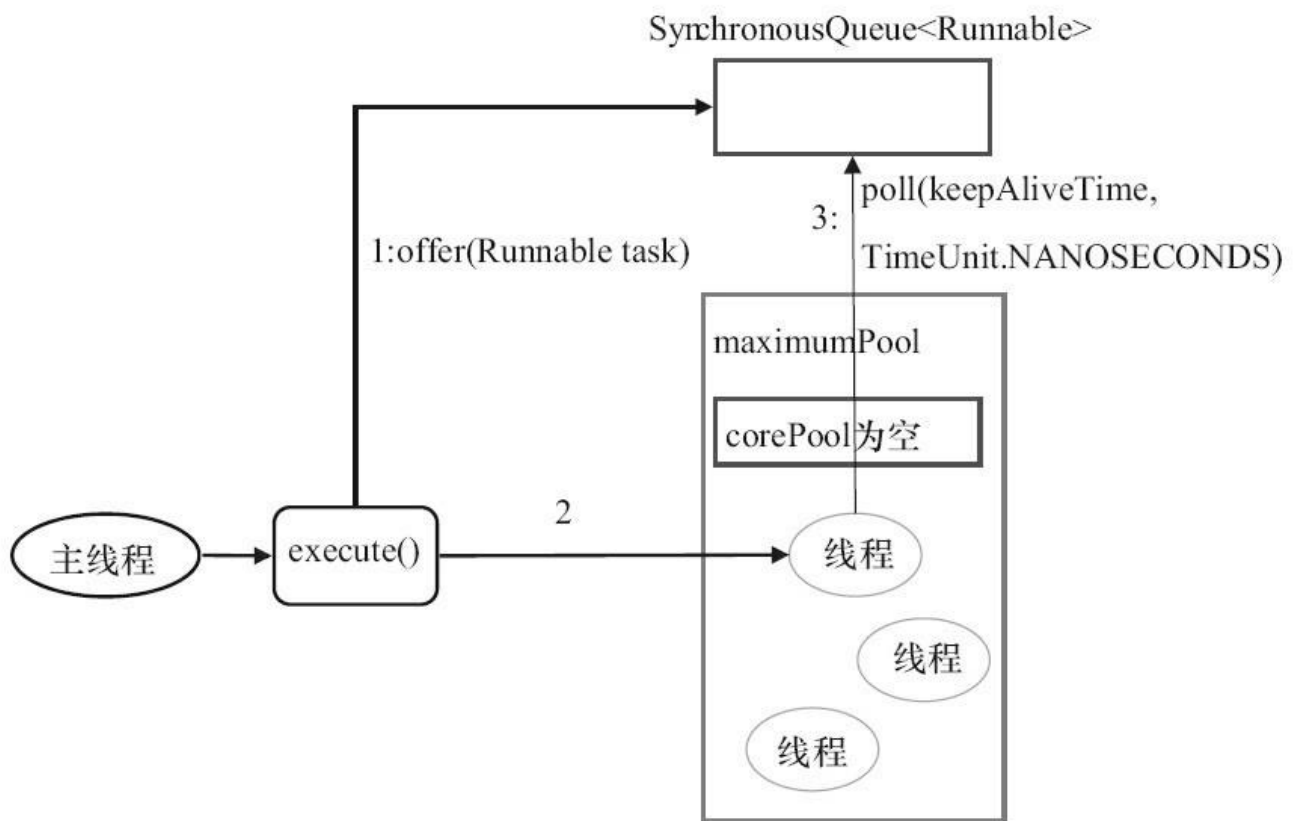 SynchronousQueue<Runnable>
1:offer(Runnable task)
3:
poll(keepAliveTime,
TimeUnit.NANOSECONDS)
maximumPool
corePool为空
主线程
execute()
2
线程
线程
线程